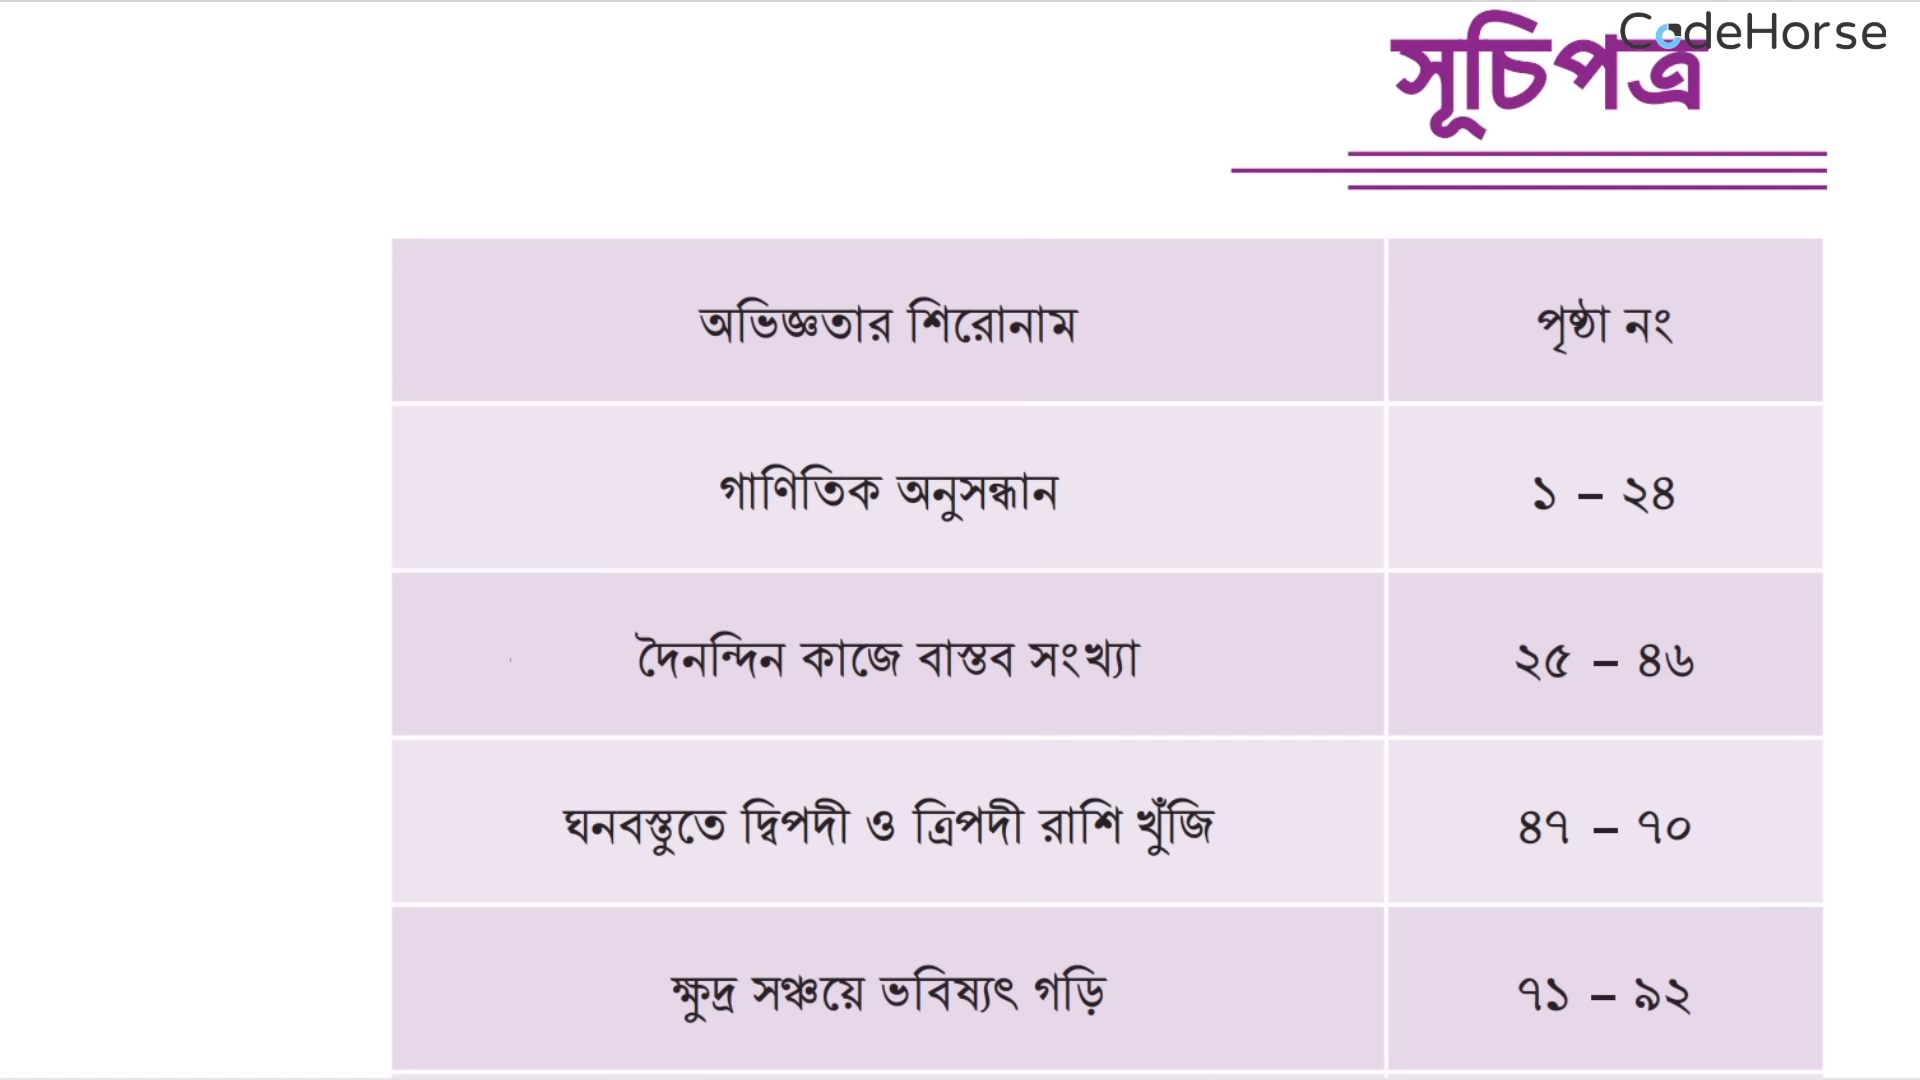 CodeHorse
সূচিপত্র
অভিজ্ঞতার শিরোনাম পৃষ্ঠা নং
গাণিতিক অনুসন্ধান ১ – ২৪
দৈনন্দিন কাজে বাস্তব সংখ্যা ২৫ – ৪৬
ঘনবস্তুতে দ্বিপদী ও ত্রিপদী রাশি খুঁজি ৪৭ – ৭০
ক্ষুদ্র সঞ্চয়ে ভবিষ্যৎ গড়ি ৭১ – ৯২